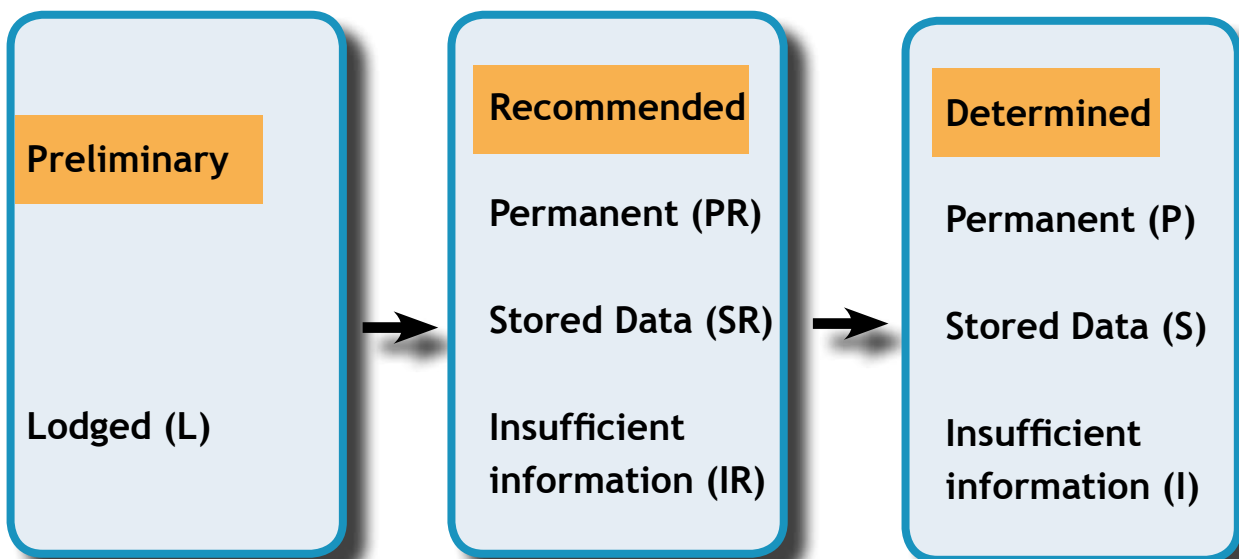 Preliminary
Lodged (L)
Recommended
Permanent (PR)
Stored Data (SR)
Insufficient
information (IR)
Determined
Permanent (P)
Stored Data (S)
Insufficient
information (I)